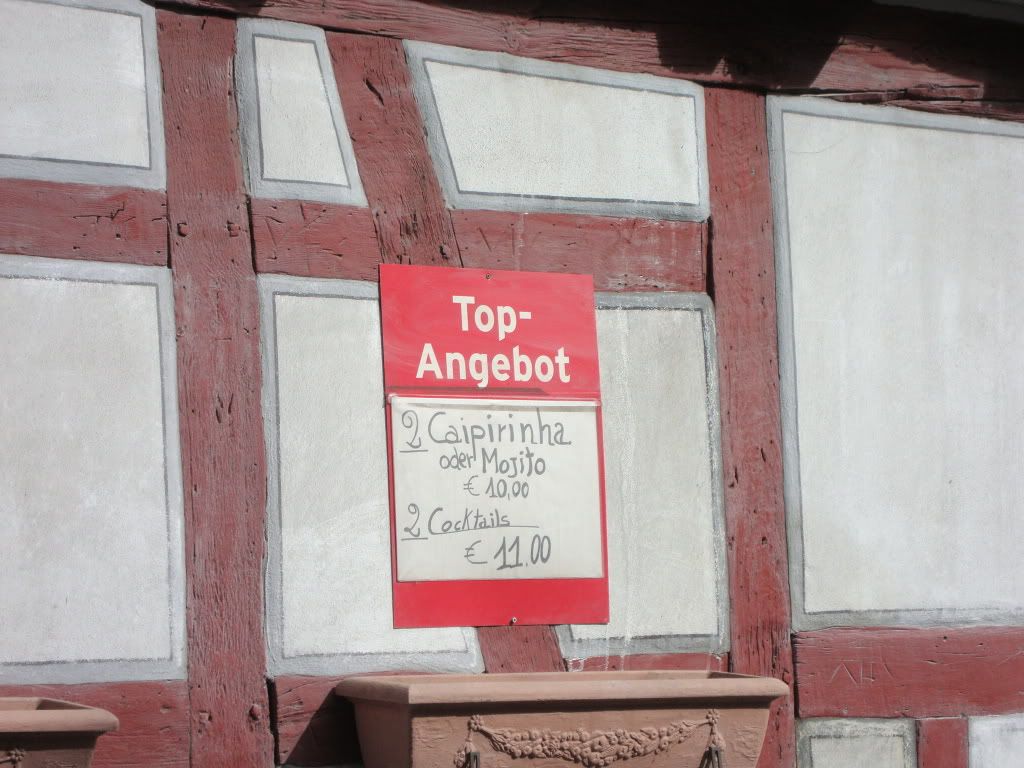 Top-
Angebot
2 Caipirinha
oder Mojito
€ 10,00
2 Cocktails
€ 11.00